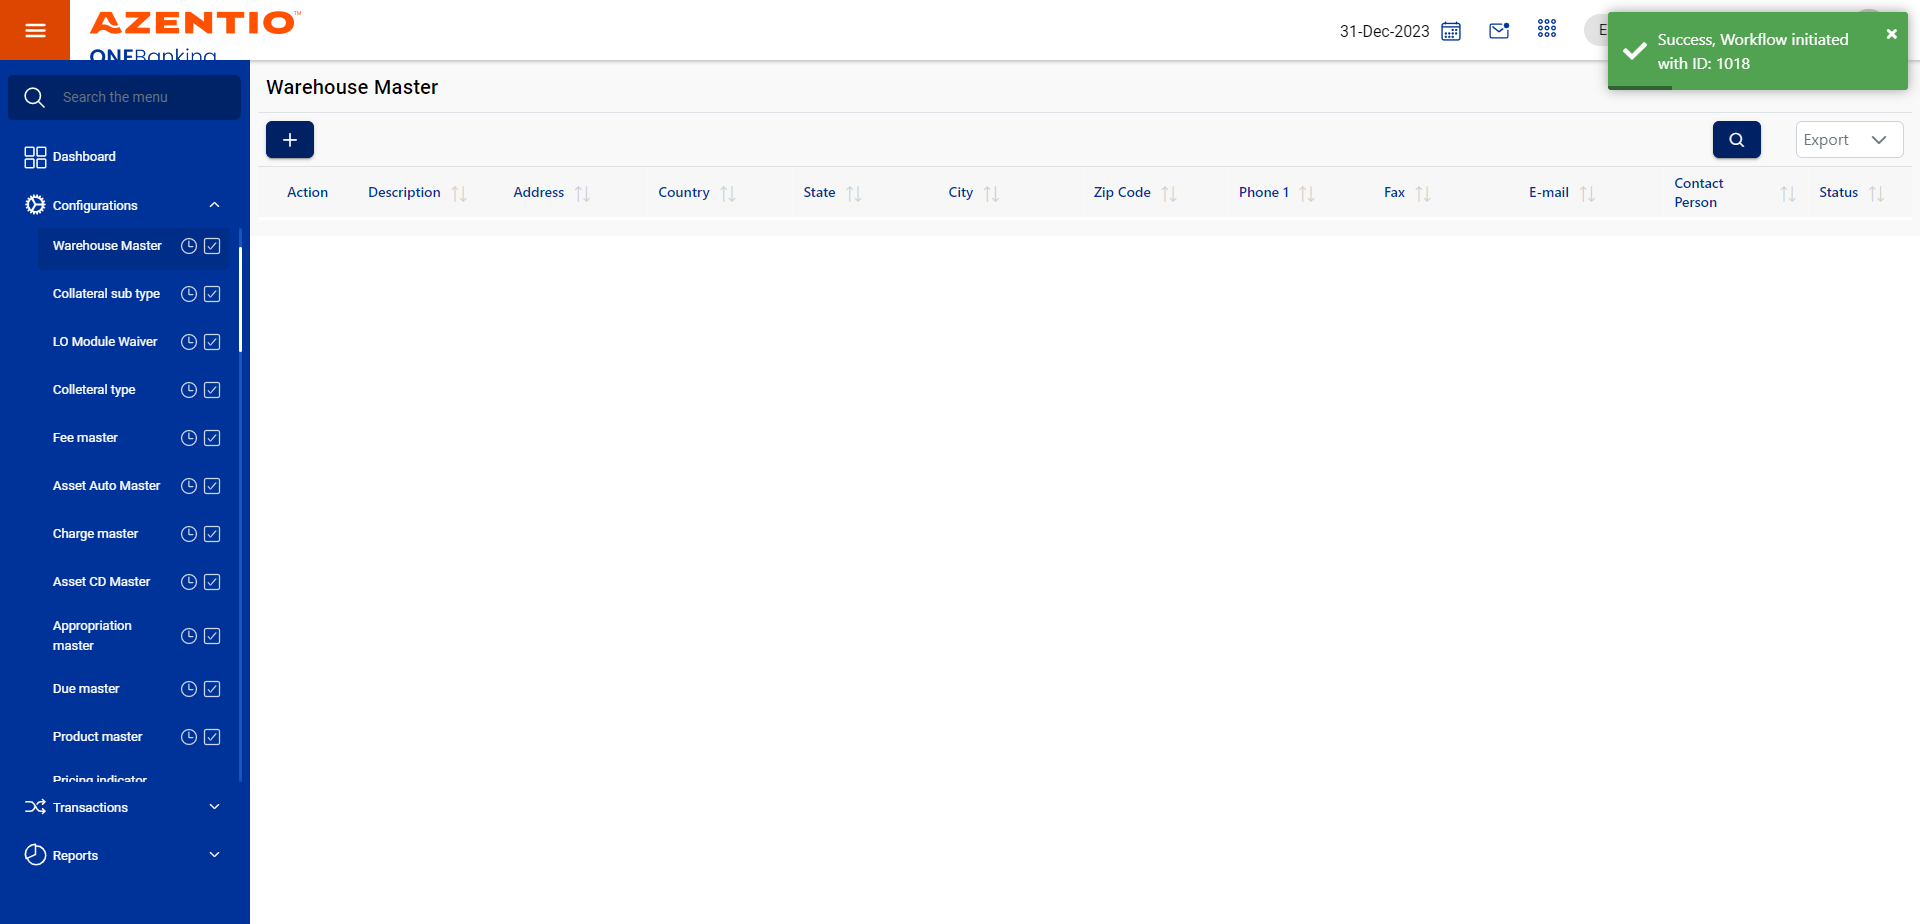 AZENTIO™
ONEBanking
31-Dec-2023
Success, Workflow initiated
with ID: 1018
Search the menu
Dashboard
Configurations
Warehouse Master
Collateral sub type
LO Module Waiver
Colleteral type
Fee master
Asset Auto Master
Charge master
Asset CD Master
Appropriation
master
Due master
Product master
Pricing indicator
Transactions
Reports
Warehouse Master
Export
Action Description Address Country State City Zip Code Phone 1 Fax E-mail Contact Person Status